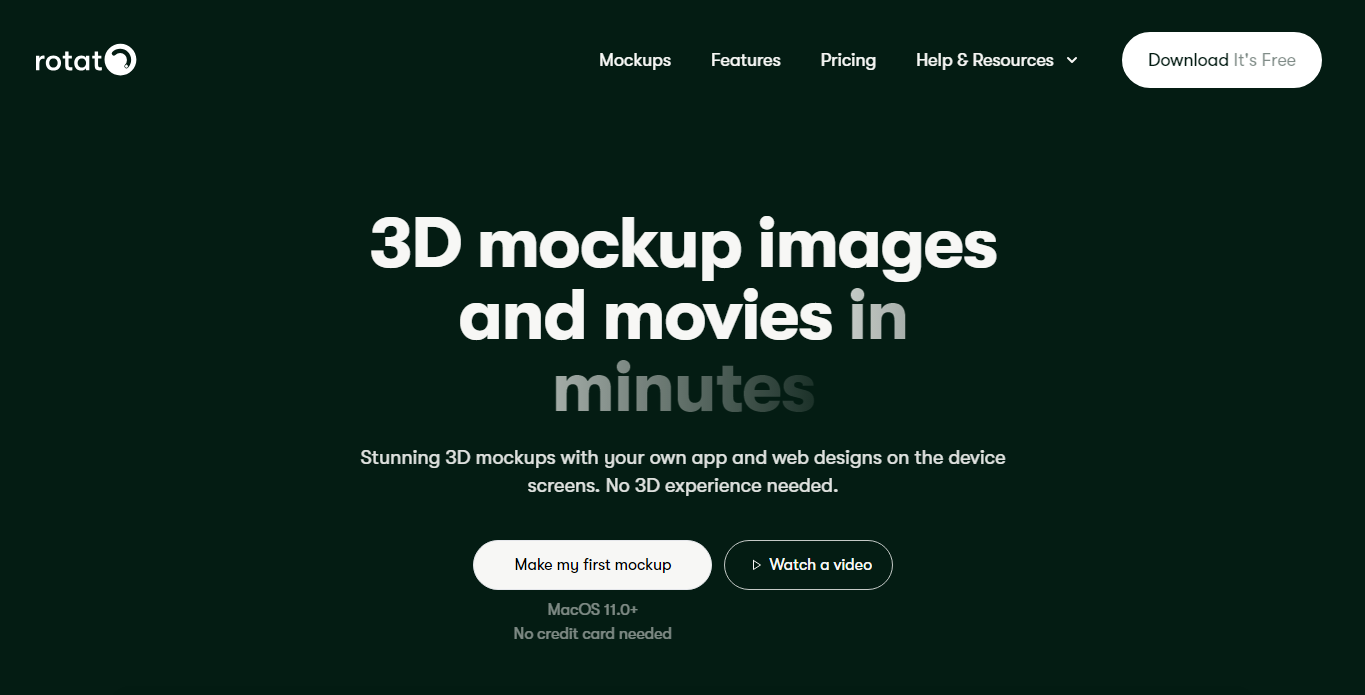 rotato
Mockups
Features
Pricing
Help & Resources
Download It's Free
3D mockup images
and movies in
minutes
Stunning 3D mockups with your own app and web designs on the device
screens. No 3D experience needed.
Make my first mockup
Watch a video
MacOS 11.0+
No credit card needed